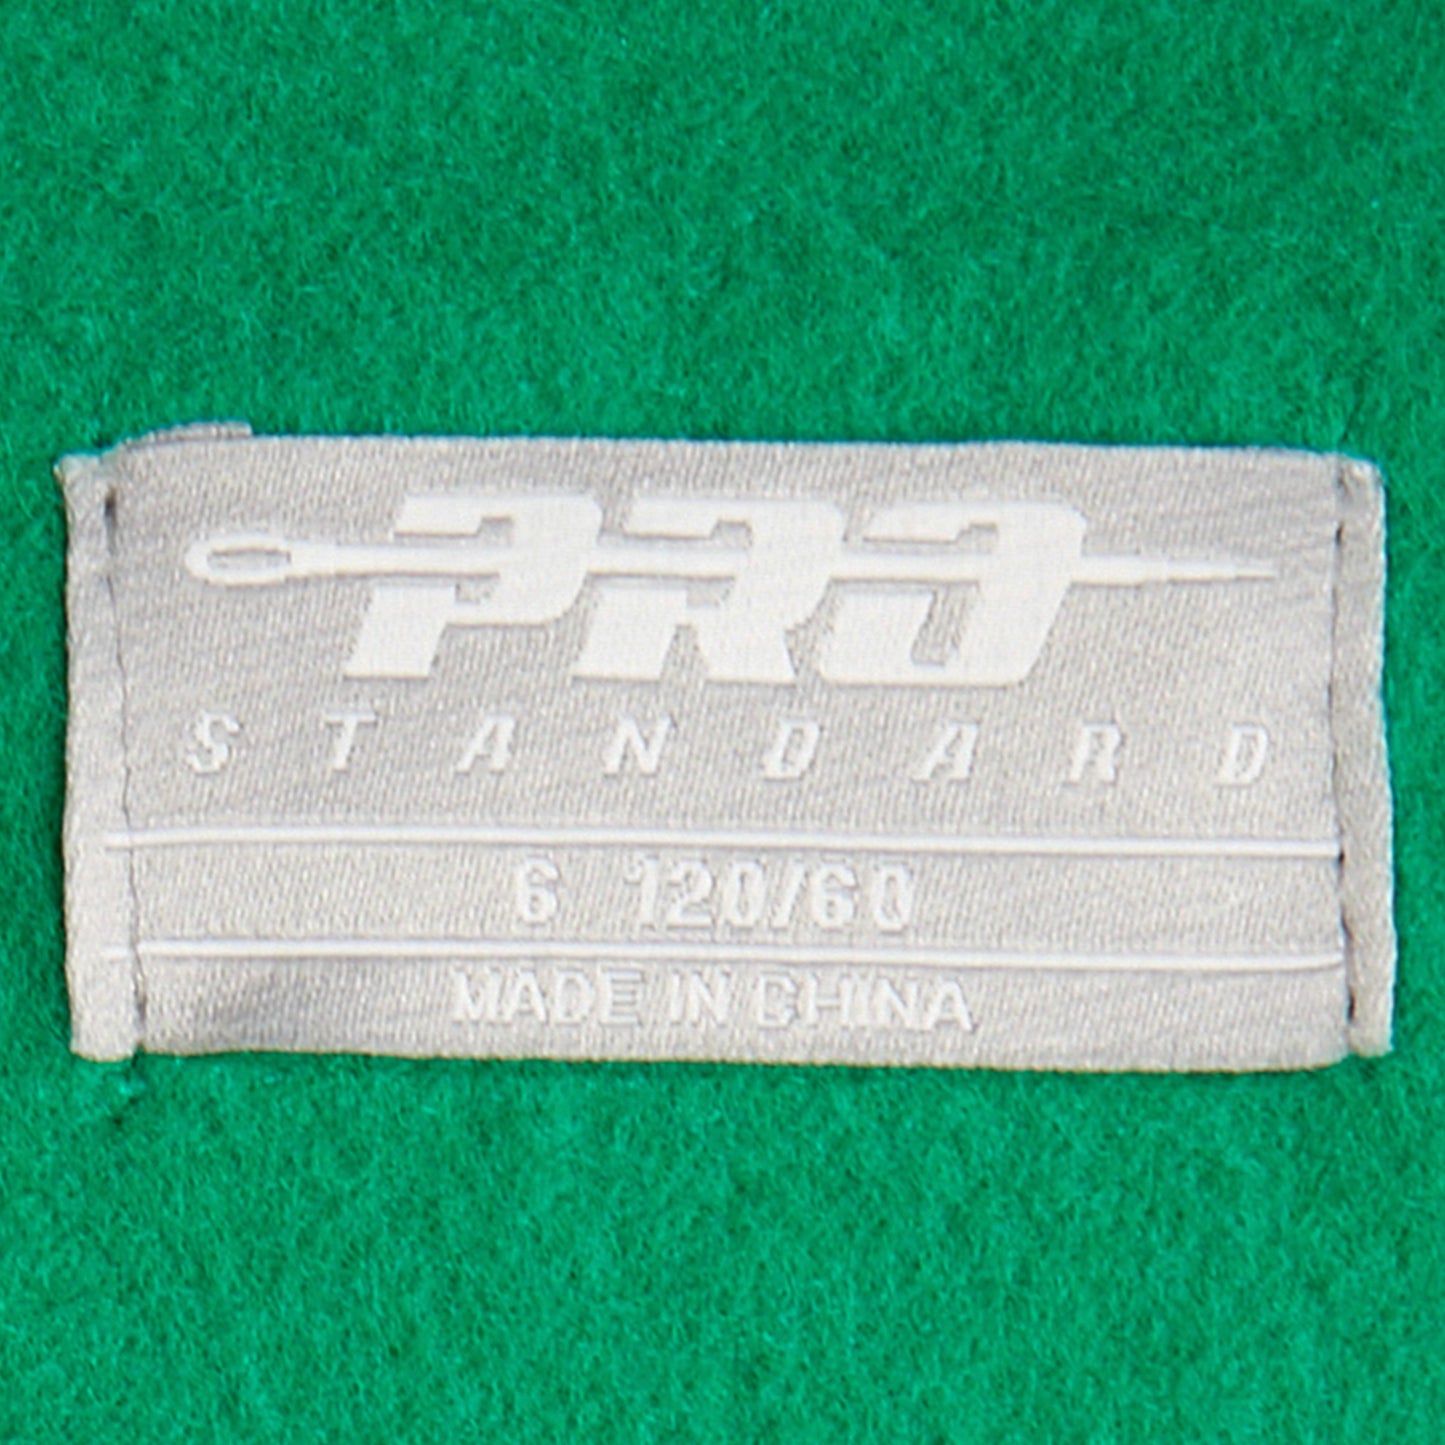 PRO
STANDARD
6 120/60
MADE IN CHINA